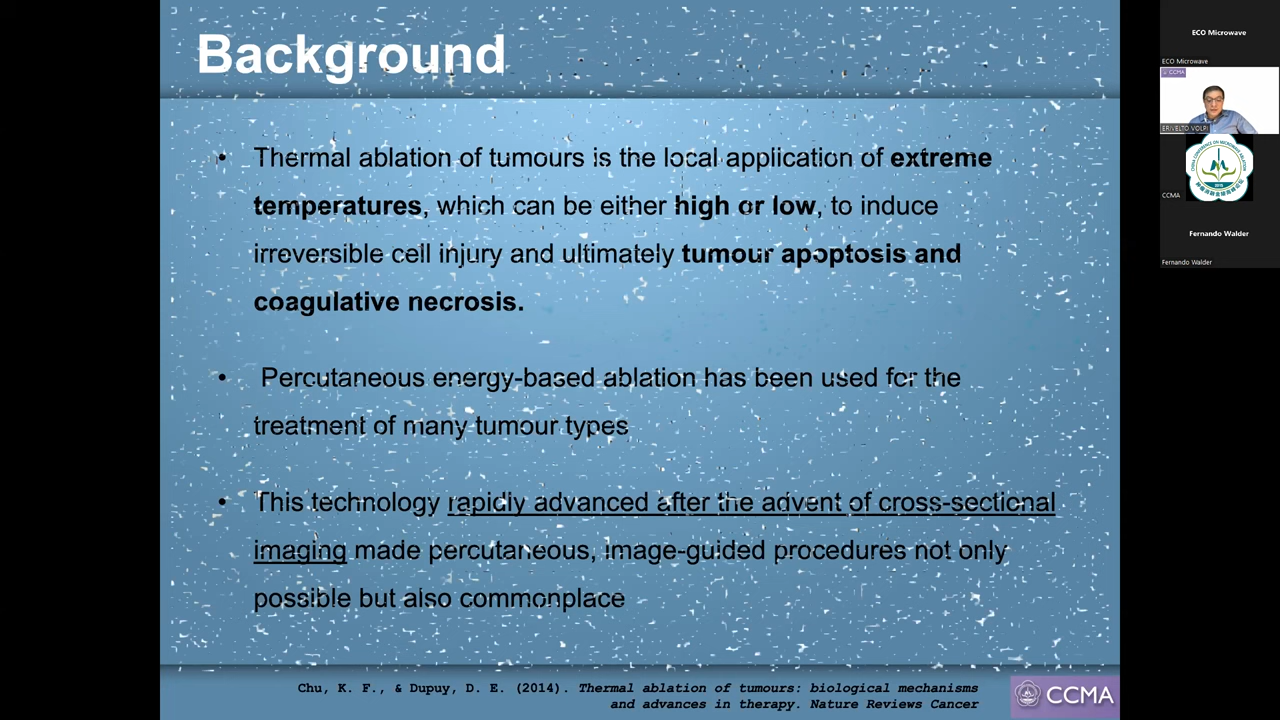 Background
• Thermal ablation of tumours is the local application of extreme
temperatures, which can be either high or low, to induce
irreversible cell injury and ultimately tumour apoptosis and
coagulative necrosis.
• Percutaneous energy-based ablation has been used for the
treatment of many tumour types
• This technology rapidly advanced after the advent of cross-sectional
imaging made percutaneous, image-guided procedures not only
possible but also commonplace
Chu, K. F., & Dupuy, D. E. (2014). Thermal ablation of tumours: biological mechanisms
and advances in therapy. Nature Reviews Cancer
CCMA
ECO Microwave
ECO Microwave
CCMA
ERIVELTO VOLPI
CCMA
Fernando Walder
Fernando Walder